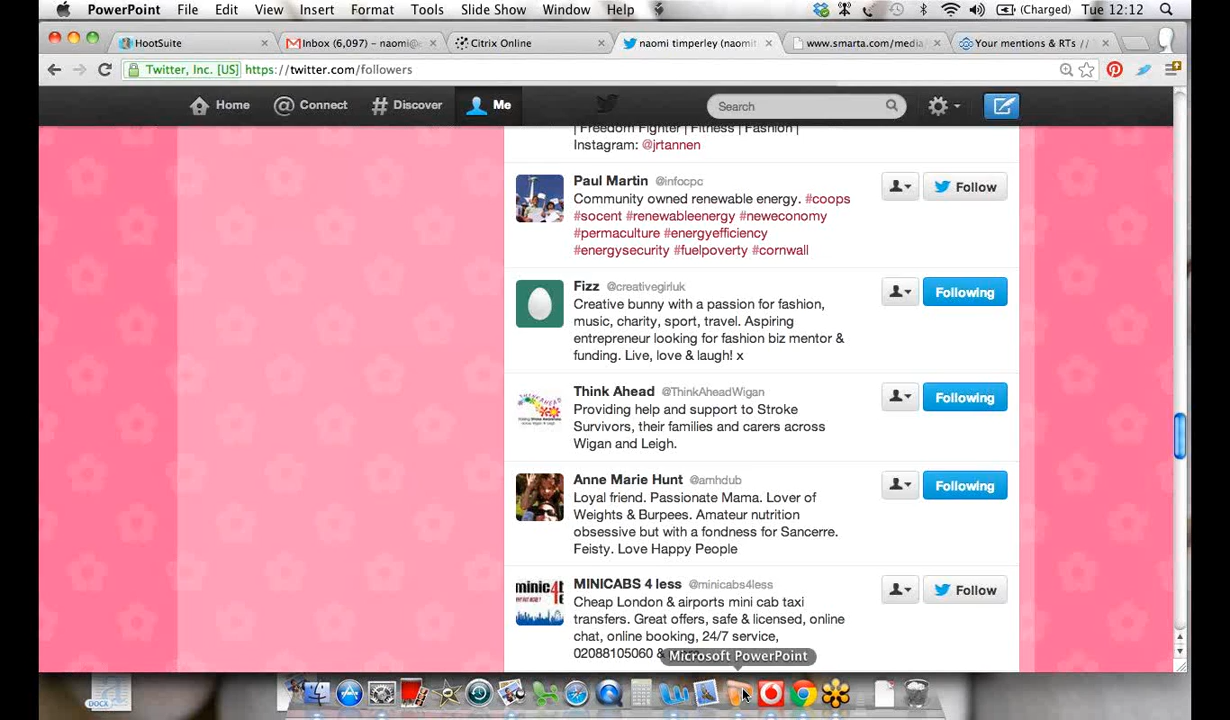 PowerPoint File Edit View Insert Format Tools Slide Show Window Help (Charged) Tue 12:12
HootSuite Inbox (6,097) – naomi@ Citrix Online naomi timperley (naomit www.smarta.com/media Your mentions & RTs //
Twitter, Inc. [US] https://twitter.com/followers
Home Connect Discover Me Search
| Freedom Fighter | Fitness | Fashion |
Instagram: @jrtannen
Paul Martin @infocpc
Follow
Community owned renewable energy. #coops
#socent #renewableenergy #neweconomy
#permaculture #energyefficiency
#energysecurity #fuelpoverty #cornwall
Fizz @creativegirluk
Following
Creative bunny with a passion for fashion,
music, charity, sport, travel. Aspiring
entrepreneur looking for fashion biz mentor &
funding. Live, love & laugh! x
Think Ahead @ThinkAheadWigan
Following
Providing help and support to Stroke
Survivors, their families and carers across
Wigan and Leigh.
Anne Marie Hunt @amhdub
Following
Loyal friend. Passionate Mama. Lover of
Weights & Burpees. Amateur nutrition
obsessive but with a fondness for Sancerre.
Feisty. Love Happy People
MINICABS 4 less @minicabs4less
Follow
Cheap London & airports mini cab taxi
transfers. Great offers, safe & licensed, online
chat, online booking, 24/7 service,
02088105060 &
Microsoft PowerPoint
DOCX